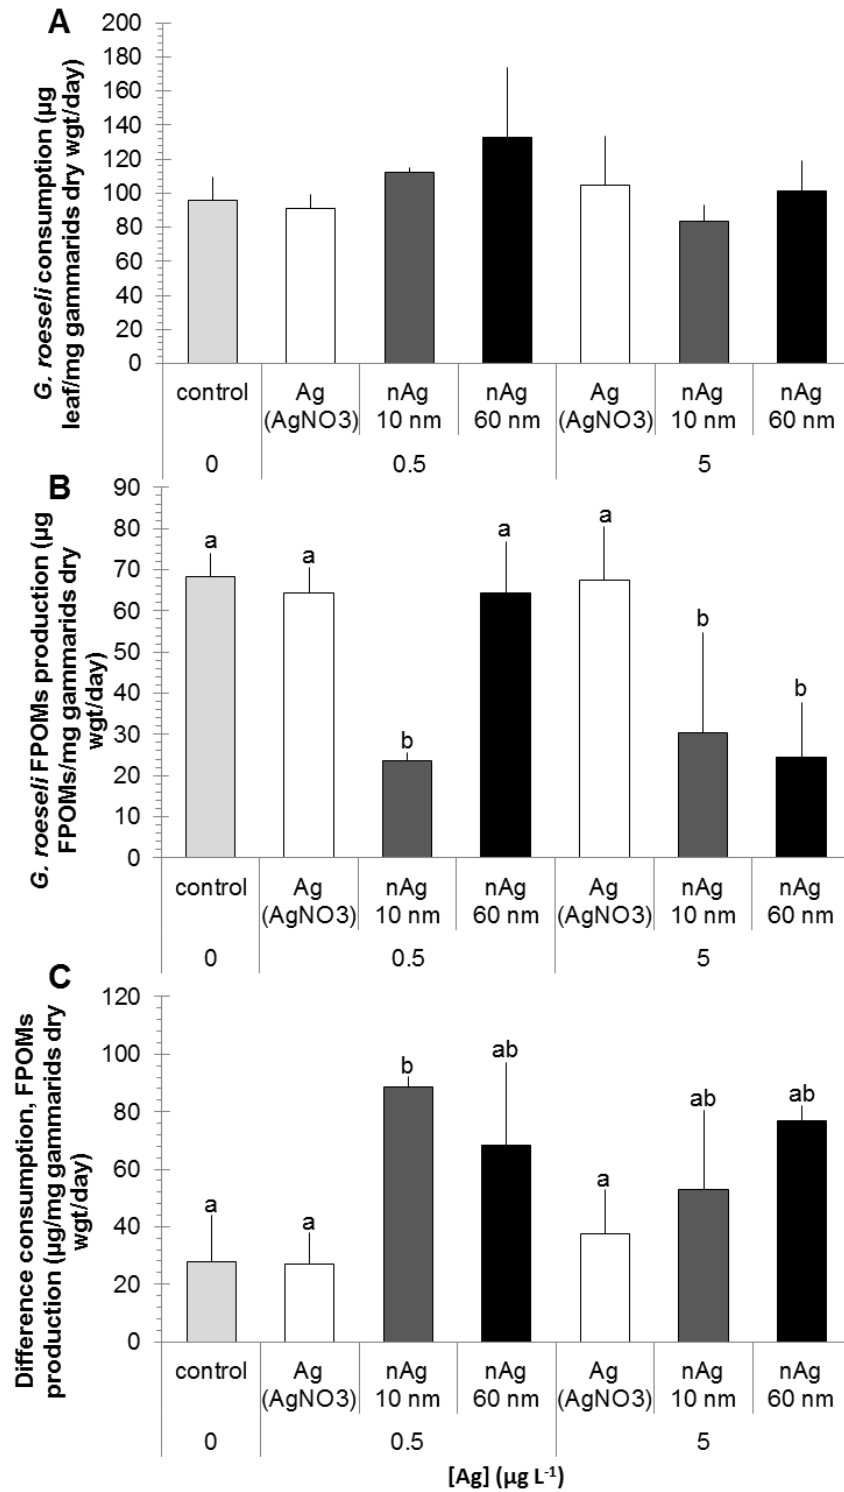 A
G. roeseli consumption (µg
leaf/mg gammarids dry wgt/day)
200
180
160
140
120
100
80
60
40
20
0
control
Ag
(AgNO3)
nAg
10 nm
nAg
60 nm
Ag
(AgNO3)
nAg
10 nm
nAg
60 nm
0
0.5
5
B
G. roeseli FPOMs production (µg
FPOMs/mg gammarids dry
wgt/day)
90
80
70
60
50
40
30
20
10
0
a
a
b
a
a
b
b
control
Ag
(AgNO3)
nAg
10 nm
nAg
60 nm
Ag
(AgNO3)
nAg
10 nm
nAg
60 nm
0
0.5
5
C
Difference consumption, FPOMs
production (µg/mg gammarids dry
wgt/day)
120
100
80
60
40
20
0
a
a
b
ab
a
ab
ab
control
Ag
(AgNO3)
nAg
10 nm
nAg
60 nm
Ag
(AgNO3)
nAg
10 nm
nAg
60 nm
0
0.5
5
[Ag] (µg L⁻¹)